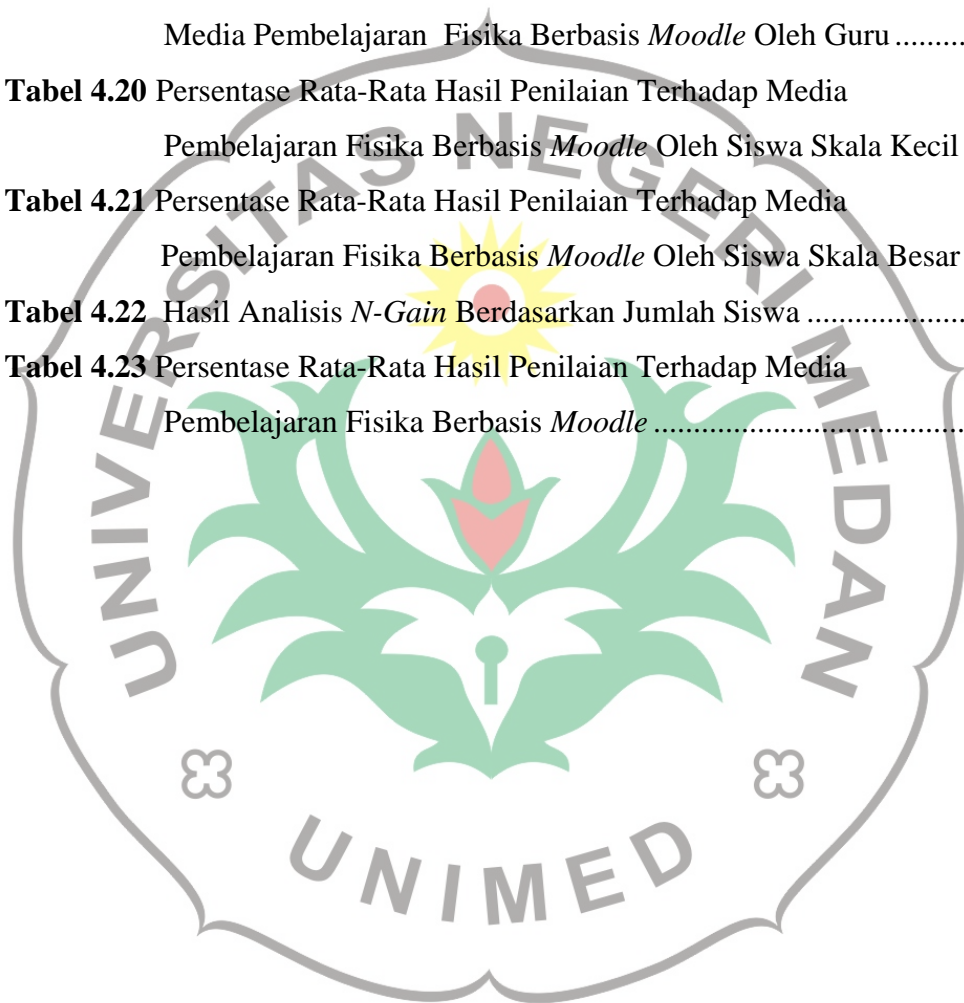 Media Pembelajaran Fisika Berbasis Moodle Oleh Guru .........
Tabel 4.20 Persentase Rata-Rata Hasil Penilaian Terhadap Media
Pembelajaran Fisika Berbasis Moodle Oleh Siswa Skala Kecil
Tabel 4.21 Persentase Rata-Rata Hasil Penilaian Terhadap Media
Pembelajaran Fisika Berbasis Moodle Oleh Siswa Skala Besar
Tabel 4.22 Hasil Analisis N-Gain Berdasarkan Jumlah Siswa ....................
Tabel 4.23 Persentase Rata-Rata Hasil Penilaian Terhadap Media
Pembelajaran Fisika Berbasis Moodle .......................................
UNIVERSITAS NEGERI MEDAN
UNIMED